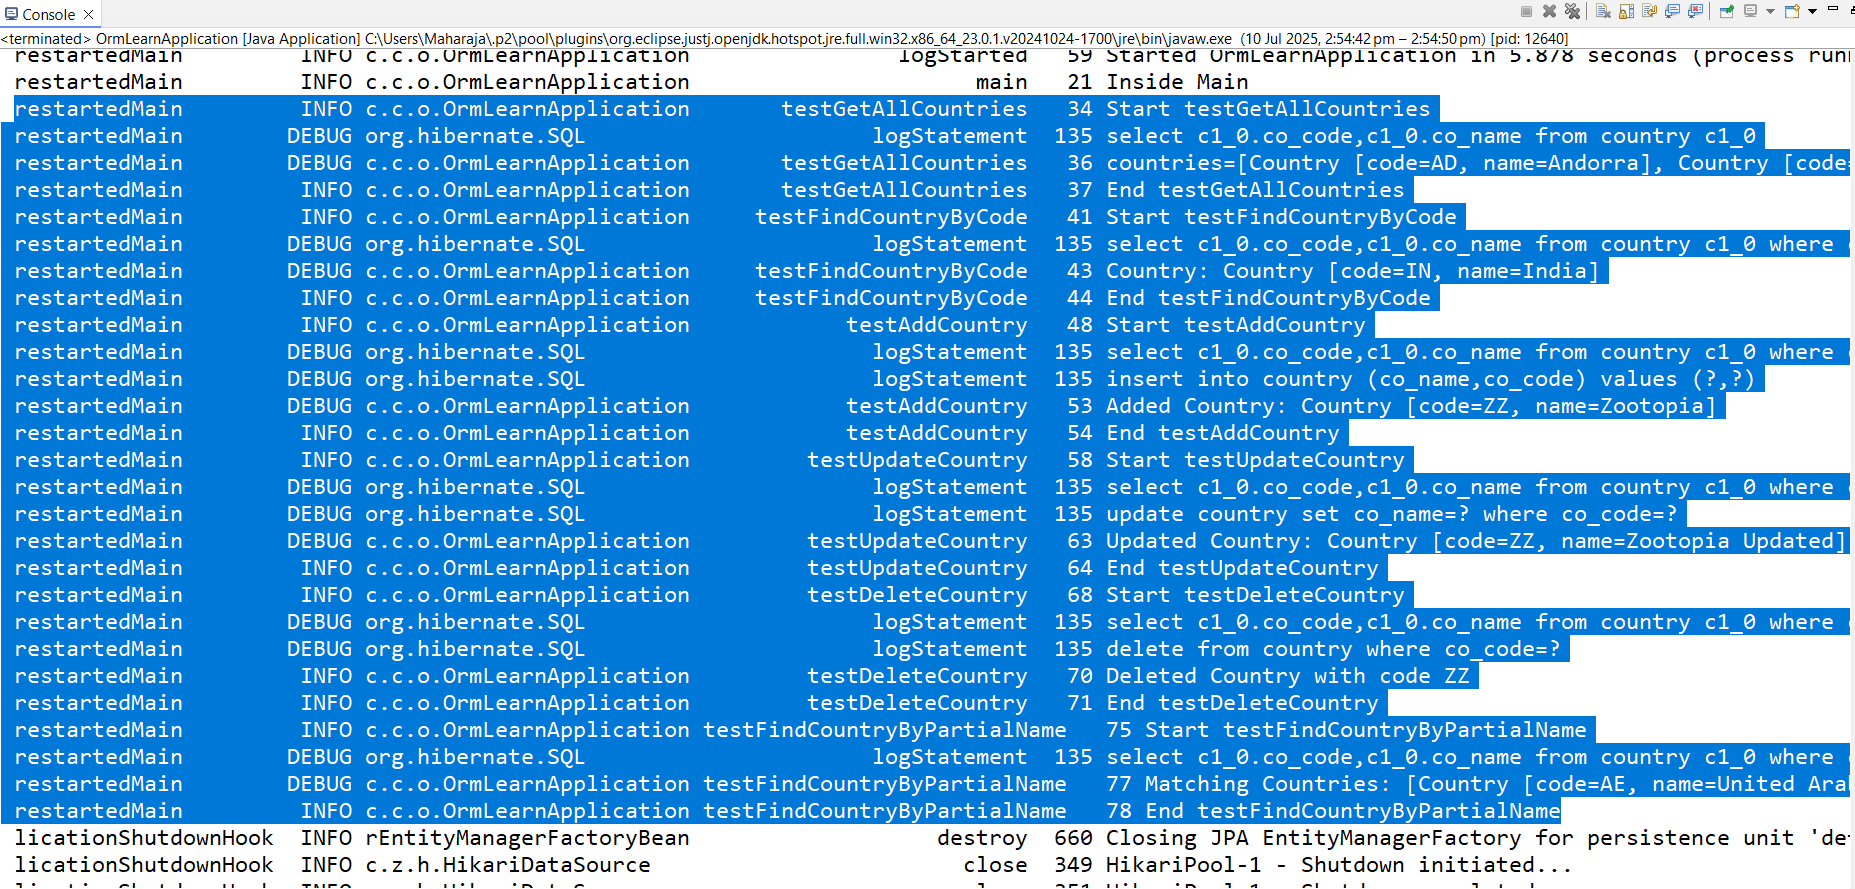 Console
<terminated> OrmLearnApplication [Java Application] C:\Users\Maharaja\.p2\pool\plugins\org.eclipse.justj.openjdk.hotspot.jre.full.win32.x86_64_23.0.1.v20241024-1700\jre\bin\javaw.exe (10 Jul 2025, 2:54:42 pm – 2:54:50 pm) [pid: 12640]
restartedMain INFO c.c.o.OrmLearnApplication logStarted 59 Started OrmLearnApplication in 5.878 seconds (process run
restartedMain INFO c.c.o.OrmLearnApplication main 21 Inside Main
restartedMain INFO c.c.o.OrmLearnApplication testGetAllCountries 34 Start testGetAllCountries
restartedMain DEBUG org.hibernate.SQL logStatement 135 select c1_0.co_code,c1_0.co_name from country c1_0
restartedMain DEBUG c.c.o.OrmLearnApplication testGetAllCountries 36 countries=[Country [code=AD, name=Andorra], Country [code=
restartedMain INFO c.c.o.OrmLearnApplication testGetAllCountries 37 End testGetAllCountries
restartedMain INFO c.c.o.OrmLearnApplication testFindCountryByCode 41 Start testFindCountryByCode
restartedMain DEBUG org.hibernate.SQL logStatement 135 select c1_0.co_code,c1_0.co_name from country c1_0 where
restartedMain DEBUG c.c.o.OrmLearnApplication testFindCountryByCode 43 Country: Country [code=IN, name=India]
restartedMain INFO c.c.o.OrmLearnApplication testFindCountryByCode 44 End testFindCountryByCode
restartedMain INFO c.c.o.OrmLearnApplication testAddCountry 48 Start testAddCountry
restartedMain DEBUG org.hibernate.SQL logStatement 135 select c1_0.co_code,c1_0.co_name from country c1_0 where
restartedMain DEBUG org.hibernate.SQL logStatement 135 insert into country (co_name,co_code) values (?,?)
restartedMain DEBUG c.c.o.OrmLearnApplication testAddCountry 53 Added Country: Country [code=ZZ, name=Zootopia]
restartedMain INFO c.c.o.OrmLearnApplication testAddCountry 54 End testAddCountry
restartedMain INFO c.c.o.OrmLearnApplication testUpdateCountry 58 Start testUpdateCountry
restartedMain DEBUG org.hibernate.SQL logStatement 135 select c1_0.co_code,c1_0.co_name from country c1_0 where
restartedMain DEBUG org.hibernate.SQL logStatement 135 update country set co_name=? where co_code=?
restartedMain DEBUG c.c.o.OrmLearnApplication testUpdateCountry 63 Updated Country: Country [code=ZZ, name=Zootopia Updated]
restartedMain INFO c.c.o.OrmLearnApplication testUpdateCountry 64 End testUpdateCountry
restartedMain INFO c.c.o.OrmLearnApplication testDeleteCountry 68 Start testDeleteCountry
restartedMain DEBUG org.hibernate.SQL logStatement 135 select c1_0.co_code,c1_0.co_name from country c1_0 where
restartedMain DEBUG org.hibernate.SQL logStatement 135 delete from country where co_code=?
restartedMain INFO c.c.o.OrmLearnApplication testDeleteCountry 70 Deleted Country with code ZZ
restartedMain INFO c.c.o.OrmLearnApplication testDeleteCountry 71 End testDeleteCountry
restartedMain INFO c.c.o.OrmLearnApplication testFindCountryByPartialName 75 Start testFindCountryByPartialName
restartedMain DEBUG org.hibernate.SQL logStatement 135 select c1_0.co_code,c1_0.co_name from country c1_0 where
restartedMain DEBUG c.c.o.OrmLearnApplication testFindCountryByPartialName 77 Matching Countries: [Country [code=AE, name=United Ara
restartedMain INFO c.c.o.OrmLearnApplication testFindCountryByPartialName 78 End testFindCountryByPartialName
licationShutdownHook INFO rEntityManagerFactoryBean destroy 660 Closing JPA EntityManagerFactory for persistence unit 'de
licationShutdownHook INFO c.z.h.HikariDataSource close 349 HikariPool-1 - Shutdown initiated...